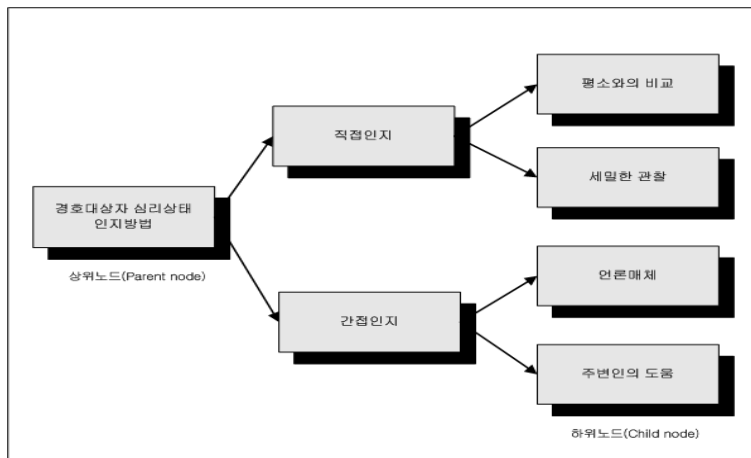 평소와의 비교
직접인지
세밀한 관찰
경호대상자 심리상태
인지방법
상위노드(Parent node)
언론매체
간접인지
주변인의 도움
하위노드(Child node)